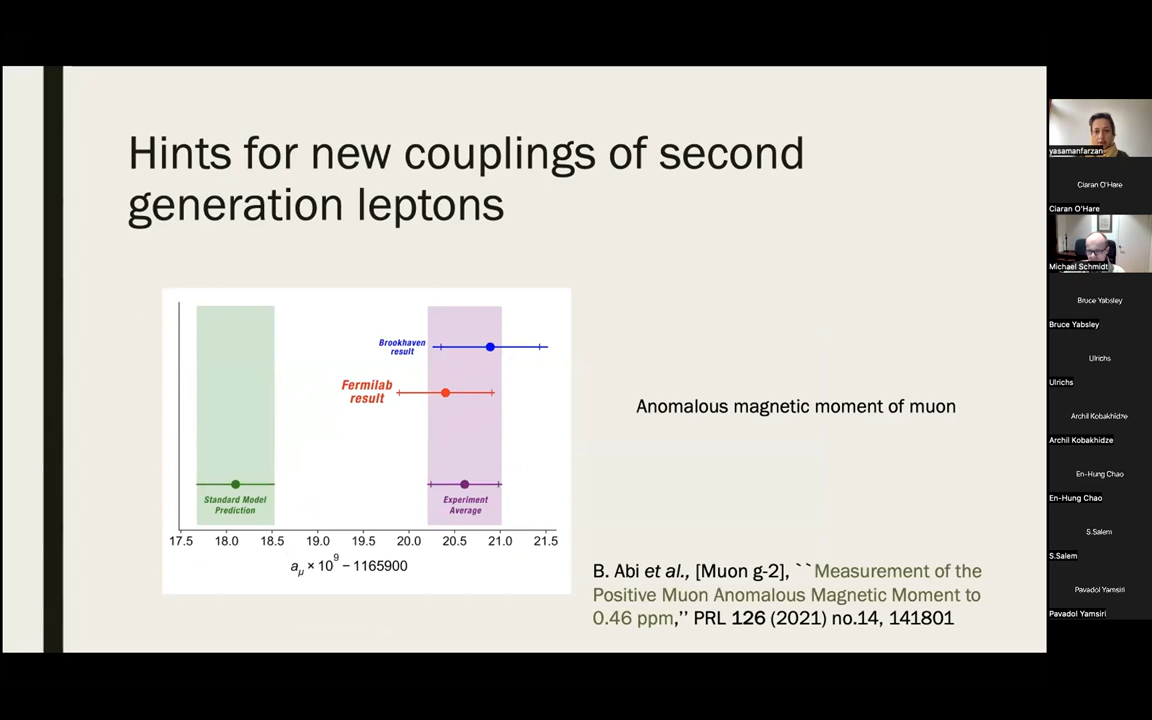 Hints for new couplings of second
generation leptons
Brookhaven
result
Fermilab
result
Standard Model
Prediction
Experiment
Average
17.5 18.0 18.5 19.0 19.5 20.0 20.5 21.0 21.5
aμ × 10⁹ − 1165900
Anomalous magnetic moment of muon
B. Abi et al., [Muon g-2], ``Measurement of the
Positive Muon Anomalous Magnetic Moment to
0.46 ppm,'' PRL 126 (2021) no.14, 141801
yasamanfarzan
Ciaran O'Hare
Ciaran O'Hare
Michael Schmidt
Bruce Yabsley
Bruce Yabsley
Ulrichs
Ulrichs
Archil Kobakhidze
Archil Kobakhidze
En-Hung Chao
En-Hung Chao
S.Salem
S.Salem
Pavadol Yamsiri
Pavadol Yamsiri